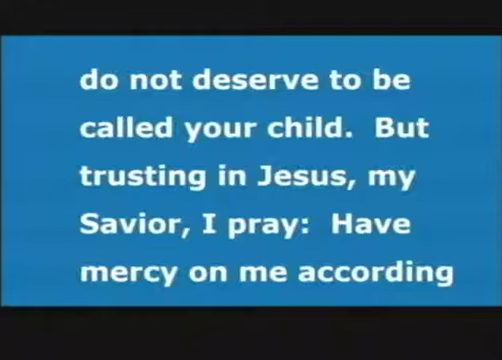 do not deserve to be
called your child.  But
trusting in Jesus, my
Savior, I pray:  Have
mercy on me according